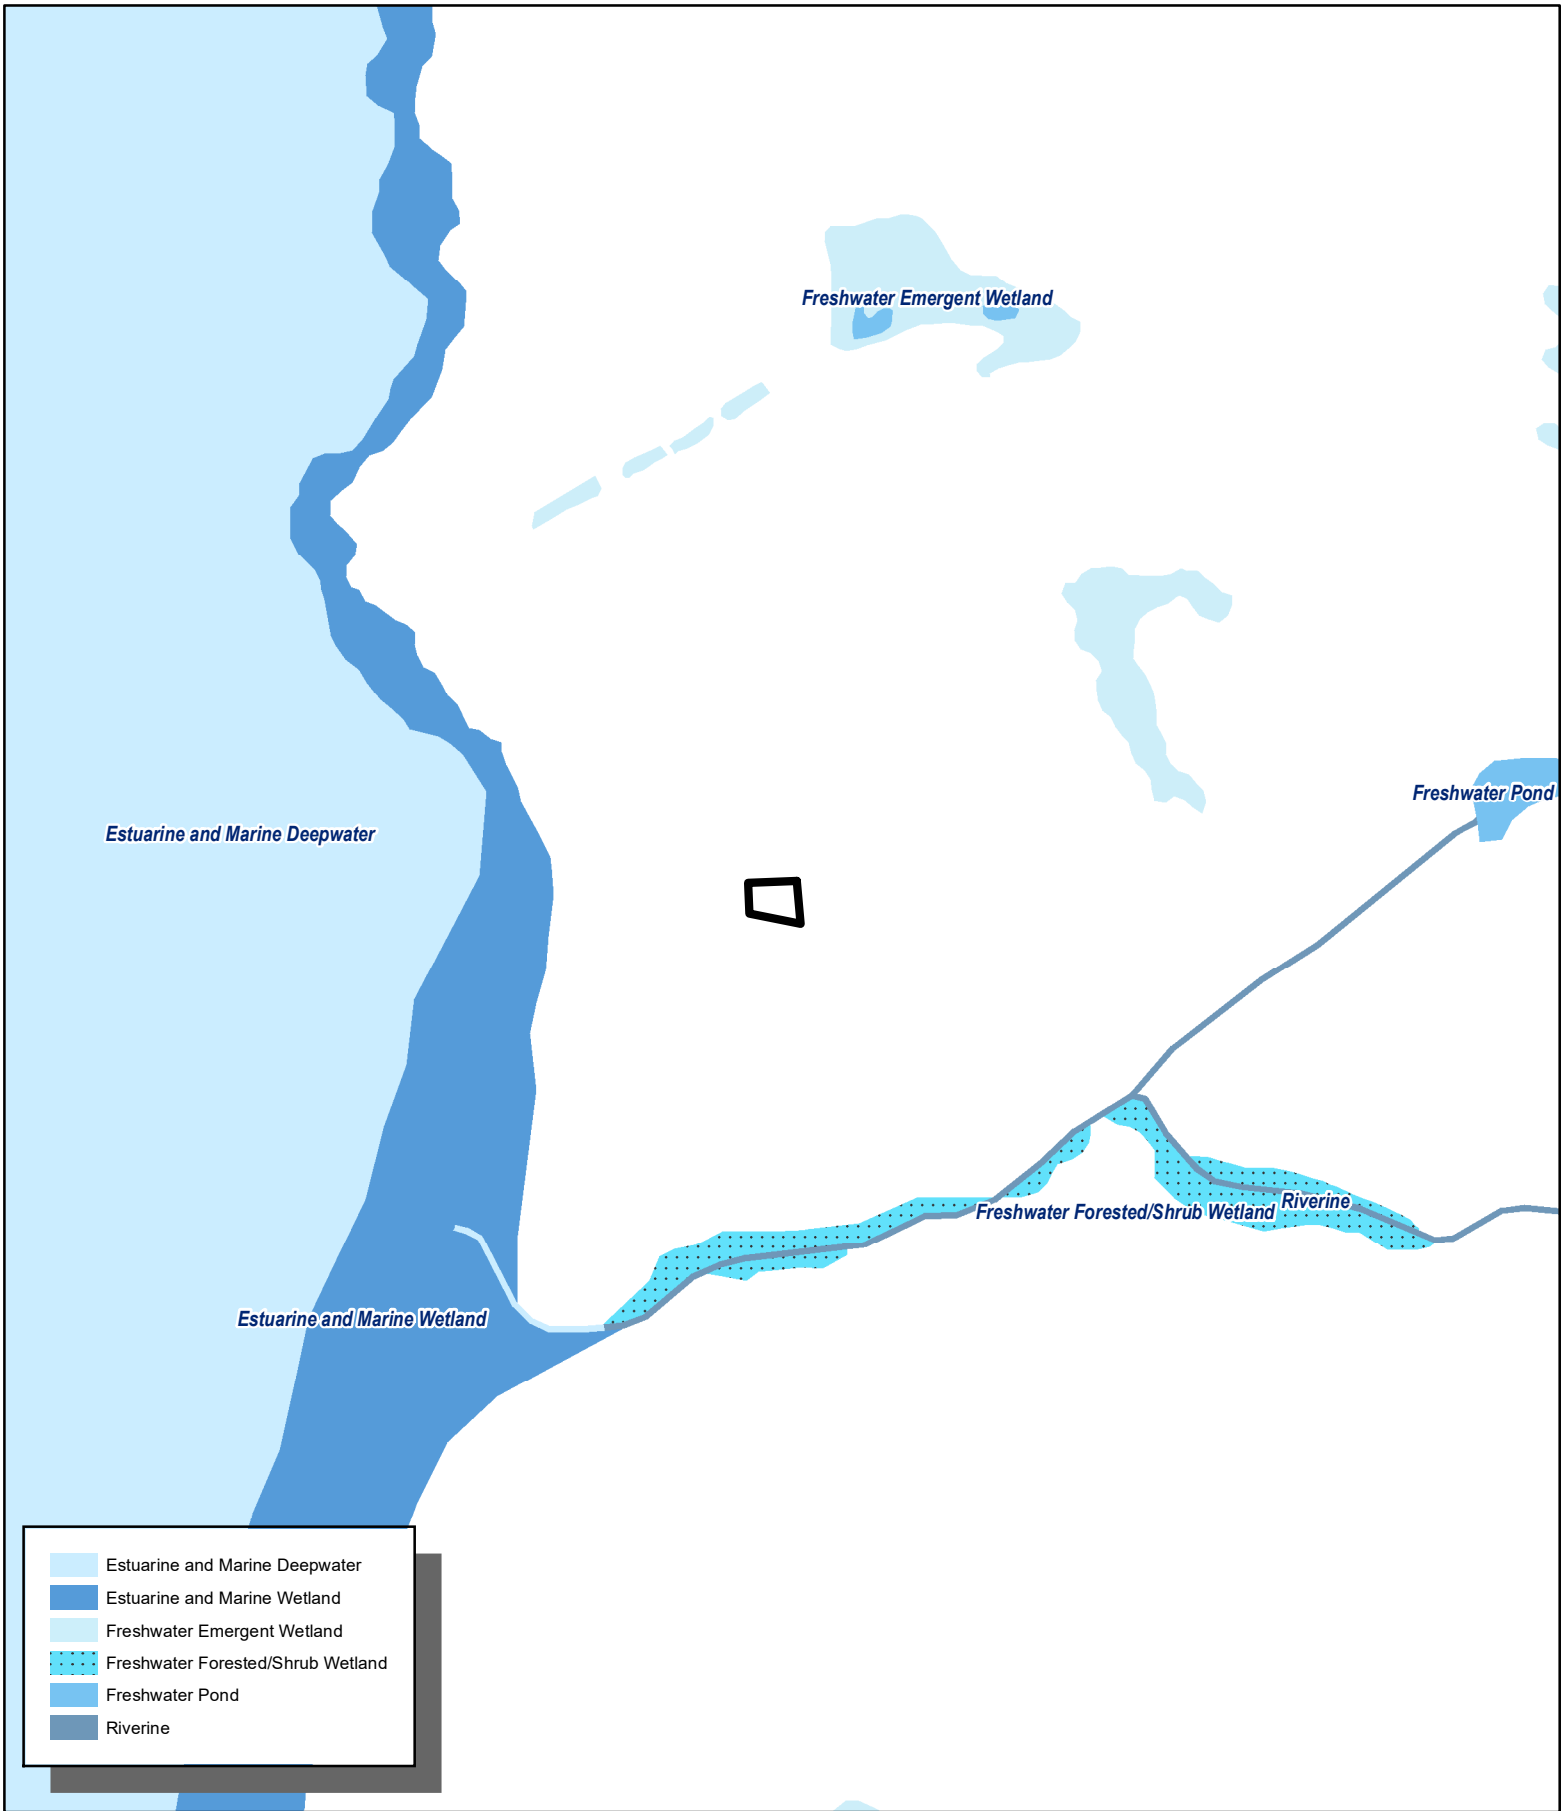 Freshwater Emergent Wetland
Freshwater Pond
Estuarine and Marine Deepwater
Riverine
Freshwater Forested/Shrub Wetland
Estuarine and Marine Wetland
Estuarine and Marine Deepwater
Estuarine and Marine Wetland
Freshwater Emergent Wetland
Freshwater Forested/Shrub Wetland
Freshwater Pond
Riverine